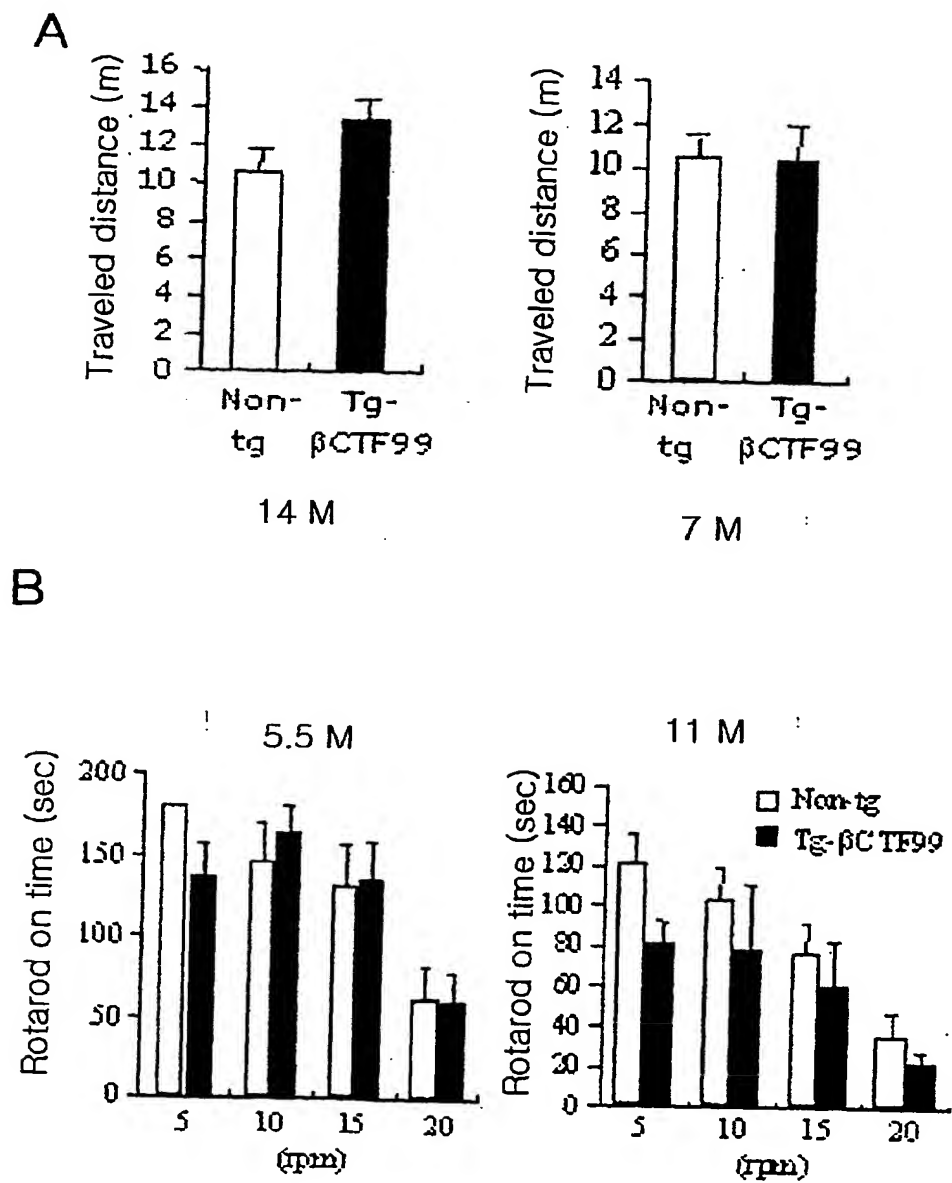 A
Traveled distance (m)
16
14
12
10
8
6
4
2
0
Non-
tg
Tg-
βCTF99
14 M
Traveled distance (m)
14
12
10
8
6
4
2
0
Non-
tg
Tg-
βCTF99
7 M
B
5.5 M
Rotarod on time (sec)
200
150
100
50
0
5
10
15
20
(rpm)
11 M
Rotarod on time (sec)
160
140
120
100
80
60
40
20
0
Non-tg
Tg-βCTF99
5
10
15
20
(rpm)